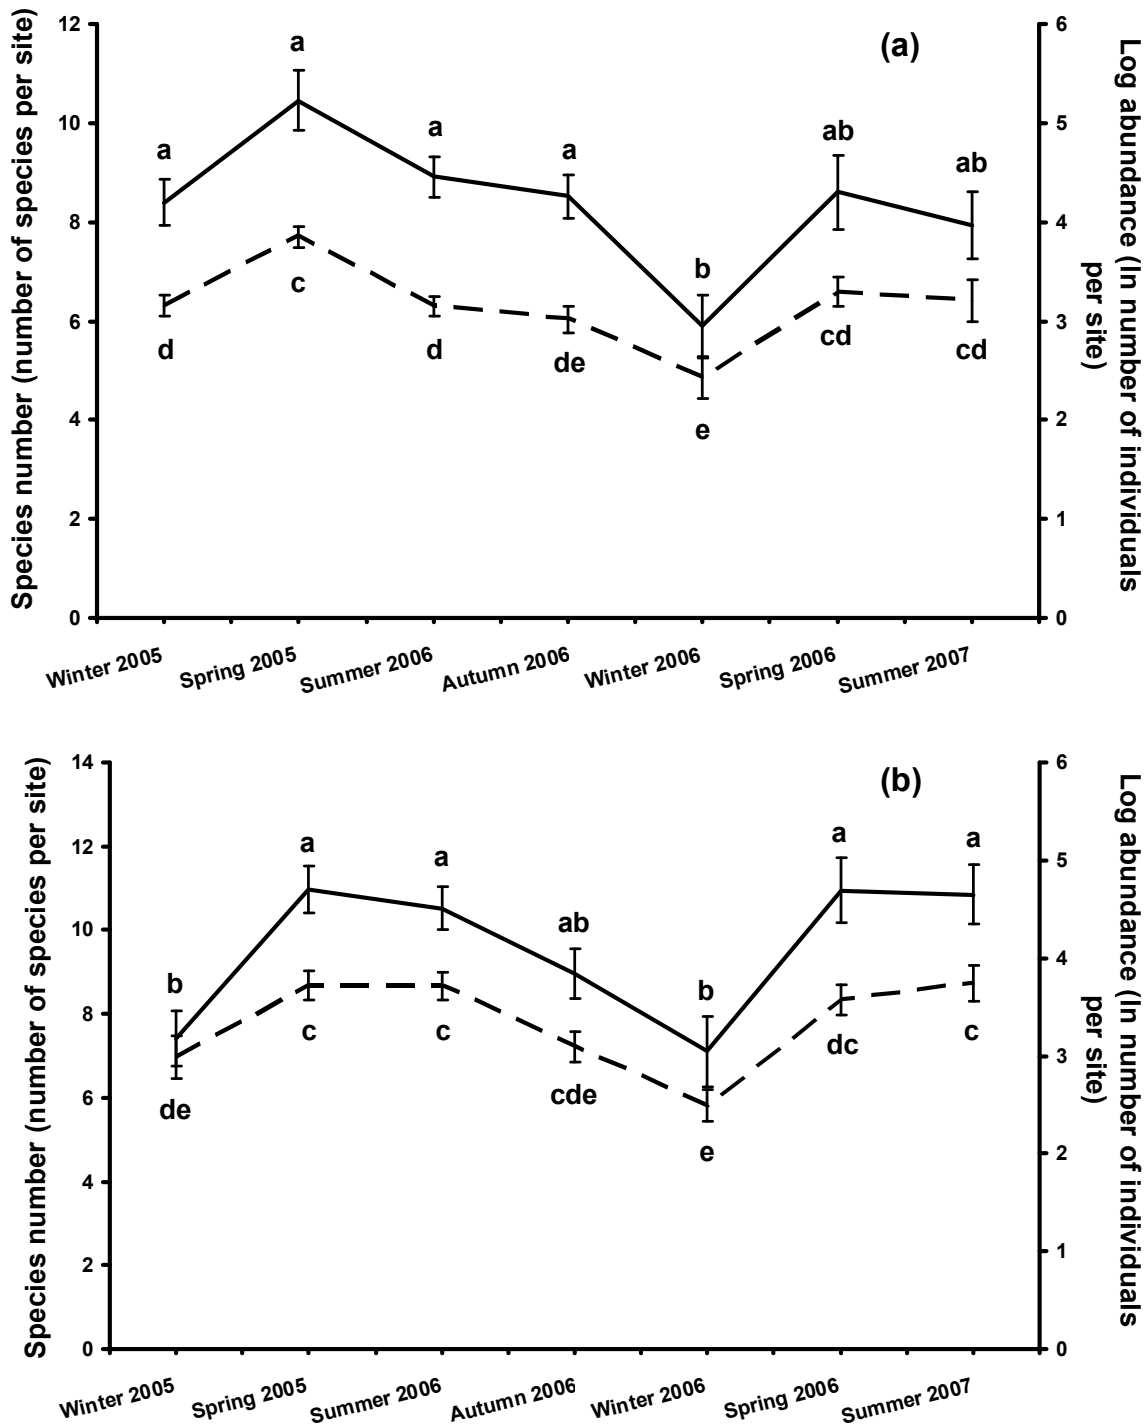 (a)
Species number (number of species per site)
12
10
8
6
4
2
0
a
a
a
a
b
ab
ab
d
c
d
de
e
cd
cd
6
5
4
3
2
1
0
Log abundance (ln number of individuals
per site)
Winter 2005
Spring 2005
Summer 2006
Autumn 2006
Winter 2006
Spring 2006
Summer 2007
(b)
Species number (number of species per site)
14
12
10
8
6
4
2
0
b
a
a
ab
b
a
a
de
c
c
cde
e
dc
c
6
5
4
3
2
1
0
Log abundance (ln number of individuals
per site)
Winter 2005
Spring 2005
Summer 2006
Autumn 2006
Winter 2006
Spring 2006
Summer 2007